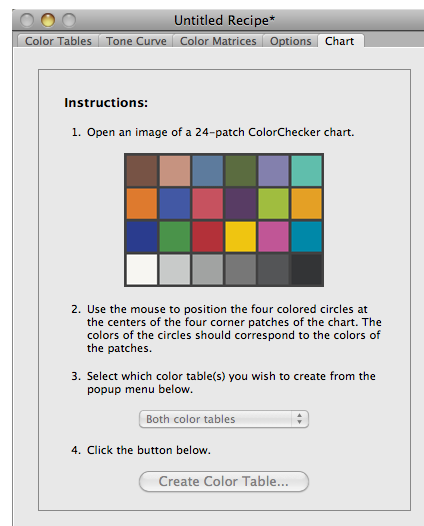 Untitled Recipe*
Color Tables Tone Curve Color Matrices Options Chart
Instructions:
1. Open an image of a 24-patch ColorChecker chart.
2. Use the mouse to position the four colored circles at
the centers of the four corner patches of the chart. The
colors of the circles should correspond to the colors of
the patches.
3. Select which color table(s) you wish to create from the
popup menu below.
Both color tables
4. Click the button below.
Create Color Table...